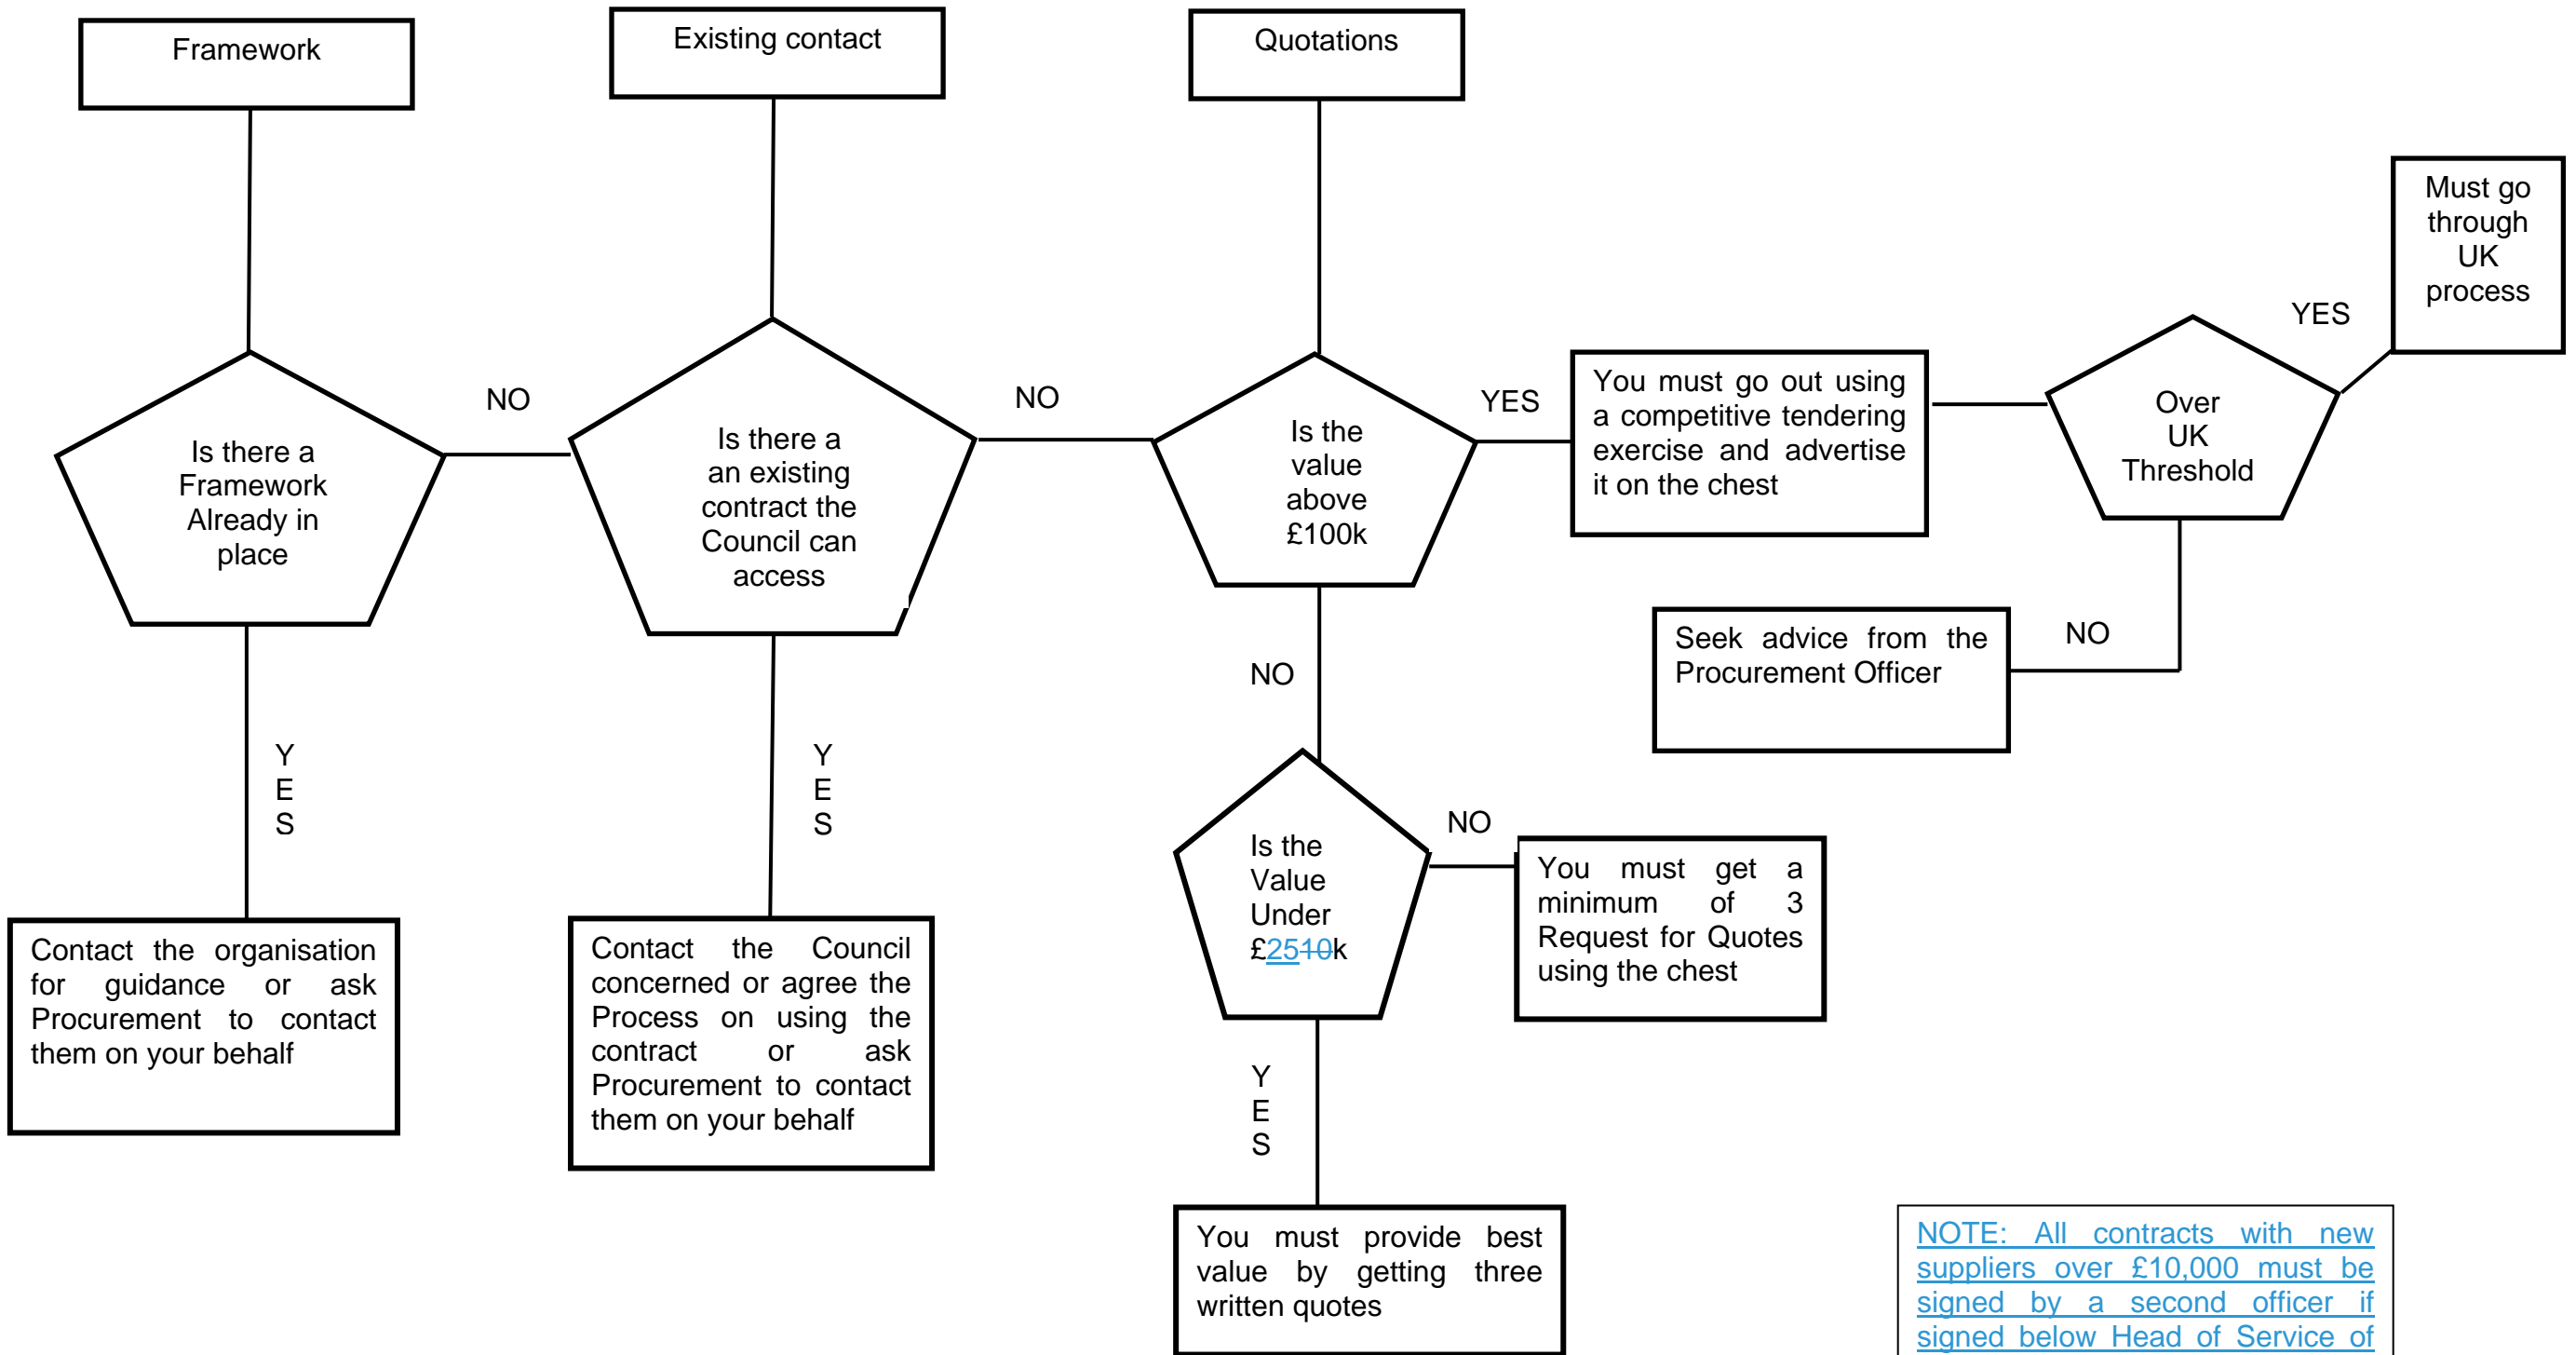 Framework
Existing contact
Quotations
Must go
through
UK
process
YES
Is there a
Framework
Already in
place
NO
Is there a
an existing
contract the
Council can
access
NO
Is the
value
above
£100k
YES
You must go out using
a competitive tendering
exercise and advertise
it on the chest
Over
UK
Threshold
NO
Seek advice from the
Procurement Officer
NO
Y
E
S
Y
E
S
Is the
Value
Under
£2510k
NO
You must get a
minimum of 3
Request for Quotes
using the chest
Contact the organisation
for guidance or ask
Procurement to contact
them on your behalf
Contact the Council
concerned or agree the
Process on using the
contract or ask
Procurement to contact
them on your behalf
Y
E
S
You must provide best
value by getting three
written quotes
NOTE: All contracts with new
suppliers over £10,000 must be
signed by a second officer if
signed below Head of Service of